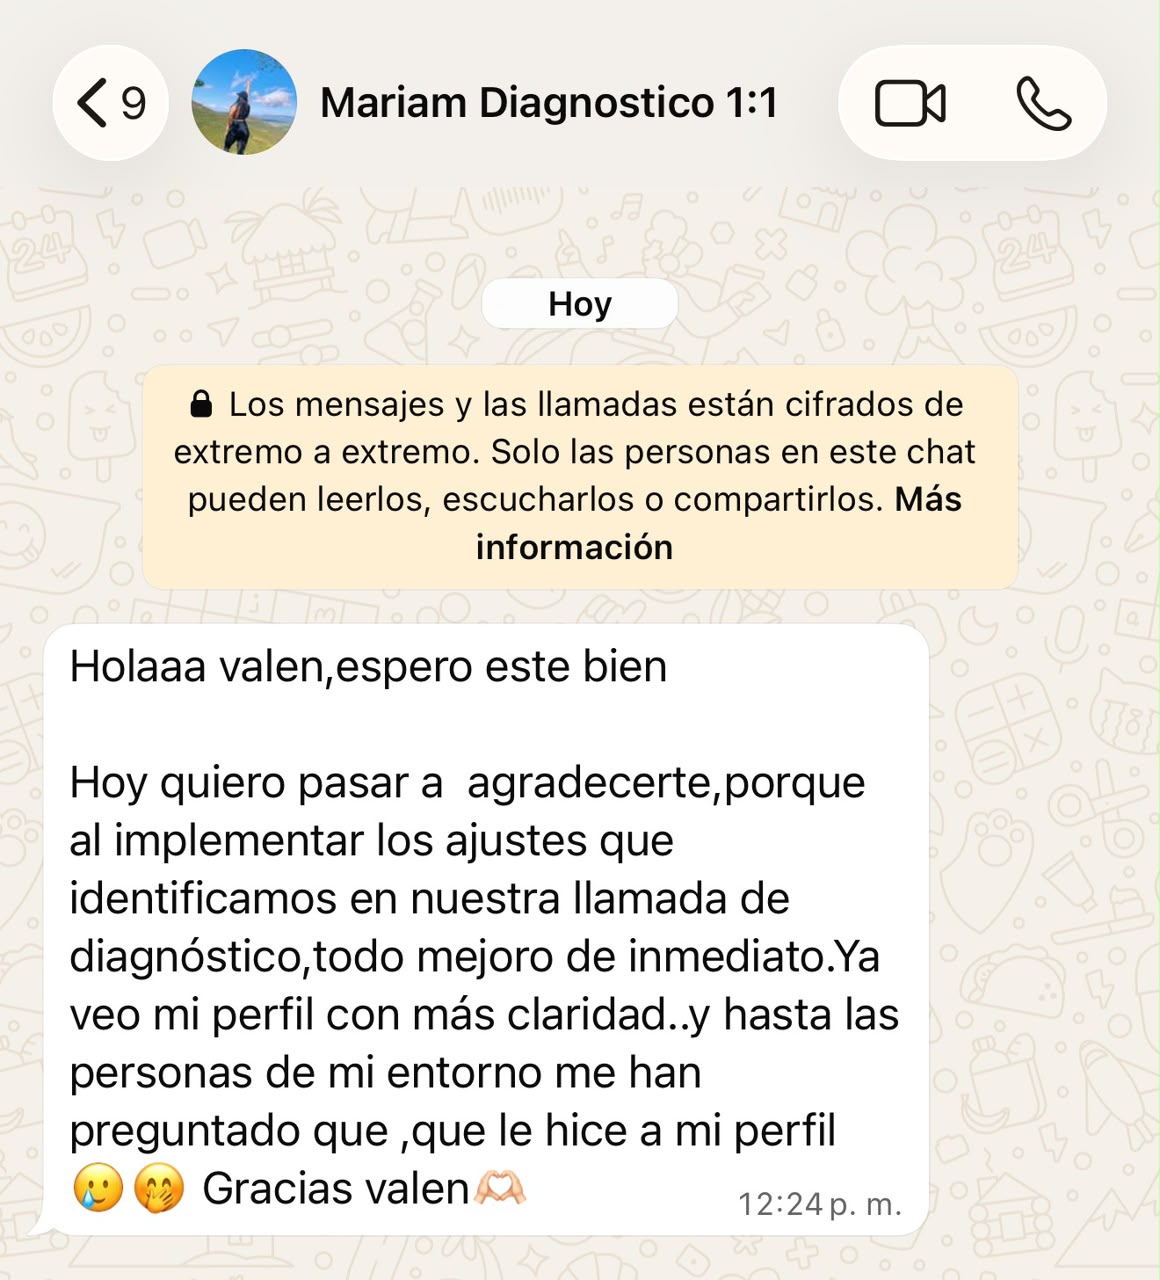 9
Mariam Diagnostico 1:1
Hoy
🔒 Los mensajes y las llamadas están cifrados de
extremo a extremo. Solo las personas en este chat
pueden leerlos, escucharlos o compartirlos. Más
información
Holaaa valen,espero este bien
Hoy quiero pasar a  agradecerte,porque
al implementar los ajustes que
identificamos en nuestra llamada de
diagnóstico,todo mejoro de inmediato.Ya
veo mi perfil con más claridad..y hasta las
personas de mi entorno me han
preguntado que ,que le hice a mi perfil
🥲🤭 Gracias valen🫶🏻
12:24 p. m.